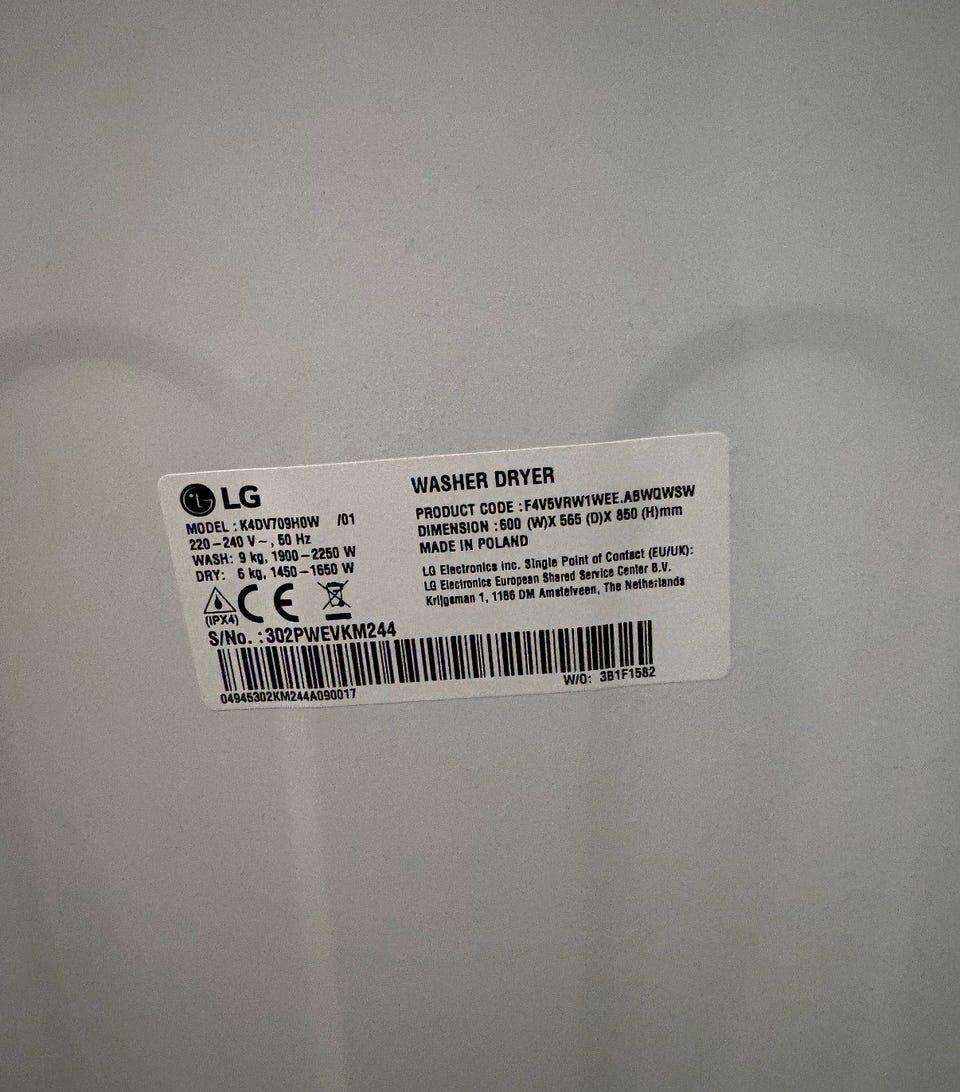 LG
MODEL : K4DV709H0W /01
220-240 V~, 50 Hz
WASH: 9 kg, 1900-2250 W
DRY: 6 kg, 1450-1650 W
(IPX4)
CE
S/No. : 302PWEVKM244
04945302KM244A090017
WASHER DRYER
PRODUCT CODE : F4V5VRW1WEE.ABWQWSW
DIMENSION : 600 (W)X 565 (D)X 850 (H)mm
MADE IN POLAND
LG Electronics Inc. Single Point of Contact (EU/UK):
LG Electronics European Shared Service Center B.V.
Krijgsman 1, 1186 DM Amstelveen, The Netherlands
W/O: 3B1F1582